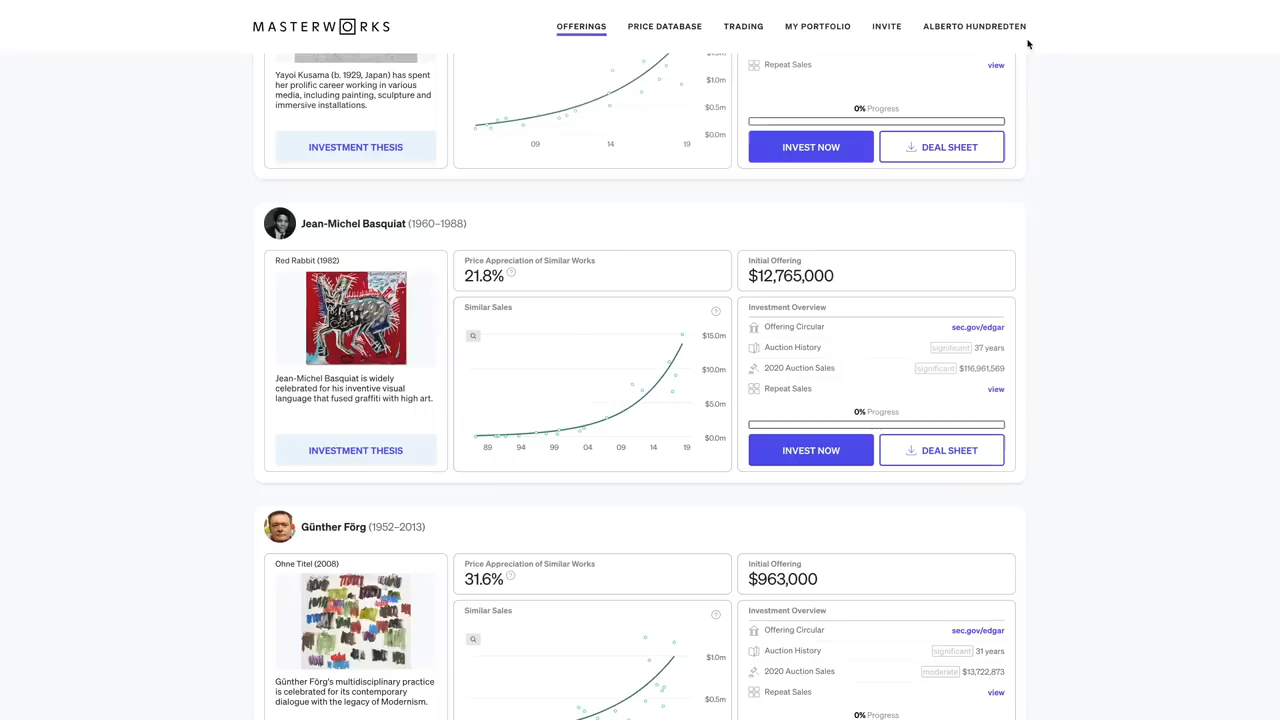 MASTERWORKS
OFFERINGS PRICE DATABASE TRADING MY PORTFOLIO INVITE ALBERTO HUNDREDTEN
Yayoi Kusama (b. 1929, Japan) has spent
her prolific career working in various
media, including painting, sculpture and
immersive installations.
INVESTMENT THESIS
$1.0m
$0.5m
$0.0m
09 14 19
Repeat Sales view
0% Progress
INVEST NOW
DEAL SHEET
Jean-Michel Basquiat (1960–1988)
Red Rabbit (1982)
Jean-Michel Basquiat is widely
celebrated for his inventive visual
language that fused graffiti with high art.
INVESTMENT THESIS
Price Appreciation of Similar Works
21.8% ?
Similar Sales ?
$15.0m
$10.0m
$5.0m
$0.0m
89 94 99 04 09 14 19
Initial Offering
$12,765,000
Investment Overview
Offering Circular sec.gov/edgar
Auction History significant 37 years
2020 Auction Sales significant $116,961,569
Repeat Sales view
0% Progress
INVEST NOW
DEAL SHEET
Günther Förg (1952–2013)
Ohne Titel (2008)
Günther Förg's multidisciplinary practice
is celebrated for its contemporary
dialogue with the legacy of Modernism.
Price Appreciation of Similar Works
31.6% ?
Similar Sales ?
$1.0m
$0.5m
Initial Offering
$963,000
Investment Overview
Offering Circular sec.gov/edgar
Auction History significant 31 years
2020 Auction Sales moderate $13,722,873
Repeat Sales view
0% Progress